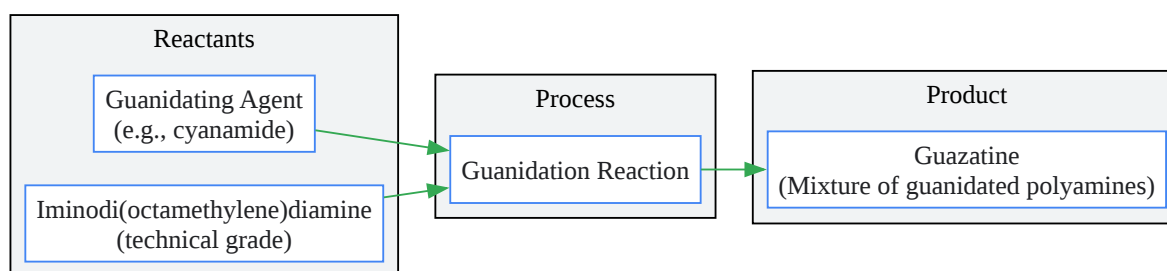 Reactants
Guanidating Agent
(e.g., cyanamide)
Iminodi(octamethylene)diamine
(technical grade)
Process
Guanidation Reaction
Product
Guazatine
(Mixture of guanidated polyamines)